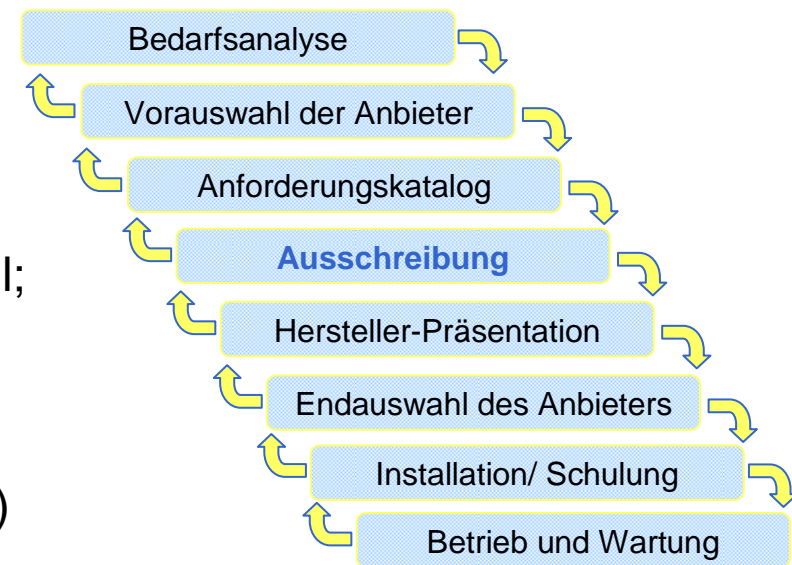 Bedarfsanalyse
Vorauswahl der Anbieter
Anforderungskatalog
Ausschreibung
l;
Hersteller-Präsentation
Endauswahl des Anbieters
Installation/ Schulung
)
Betrieb und Wartung